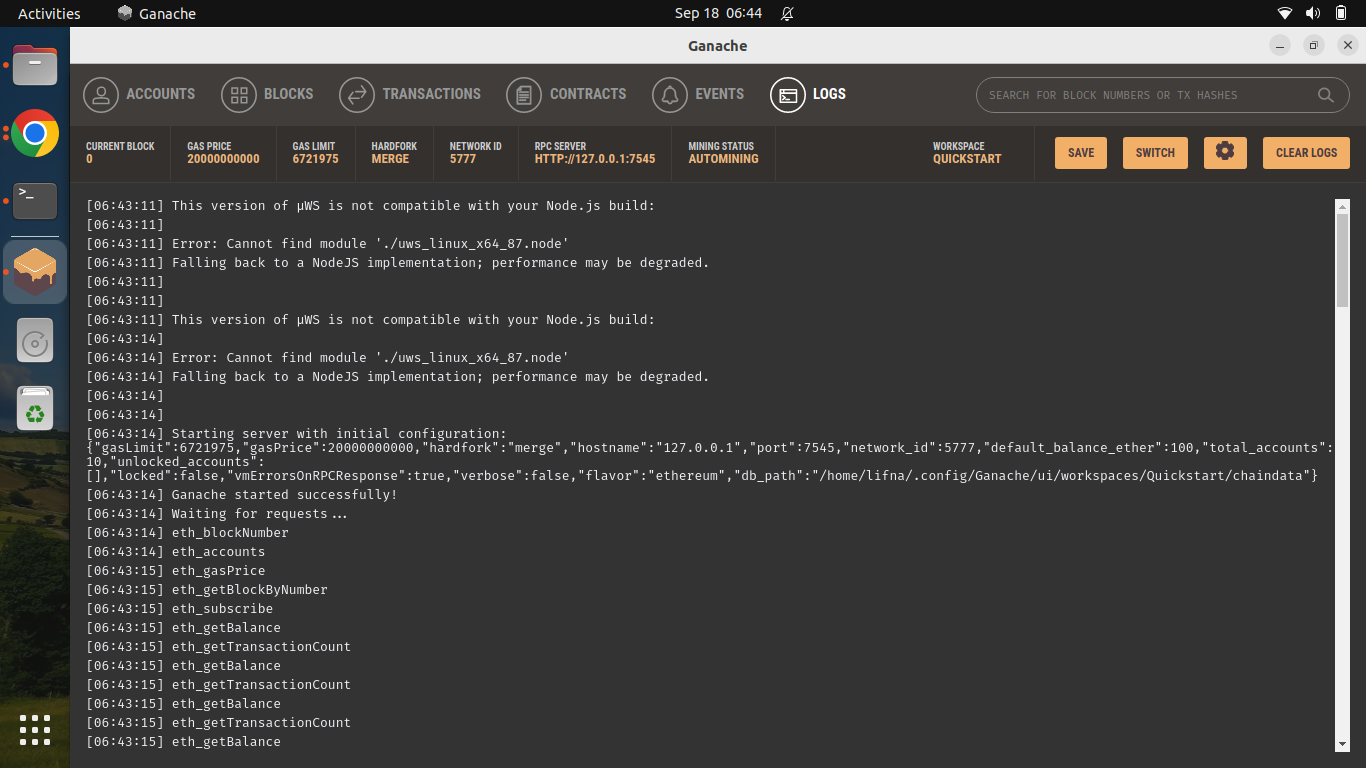 Activities
Ganache
Sep 18 06:44
Ganache
ACCOUNTS
BLOCKS
TRANSACTIONS
CONTRACTS
EVENTS
LOGS
SEARCH FOR BLOCK NUMBERS OR TX HASHES
CURRENT BLOCK
0
GAS PRICE
20000000000
GAS LIMIT
6721975
HARDFORK
MERGE
NETWORK ID
5777
RPC SERVER
HTTP://127.0.0.1:7545
MINING STATUS
AUTOMINING
WORKSPACE
QUICKSTART
SAVE
SWITCH
CLEAR LOGS
[06:43:11] This version of µWS is not compatible with your Node.js build:
[06:43:11]
[06:43:11] Error: Cannot find module './uws_linux_x64_87.node'
[06:43:11] Falling back to a NodeJS implementation; performance may be degraded.
[06:43:11]
[06:43:11]
[06:43:11] This version of µWS is not compatible with your Node.js build:
[06:43:14]
[06:43:14] Error: Cannot find module './uws_linux_x64_87.node'
[06:43:14] Falling back to a NodeJS implementation; performance may be degraded.
[06:43:14]
[06:43:14]
[06:43:14] Starting server with initial configuration:
{"gasLimit":6721975,"gasPrice":20000000000,"hardfork":"merge","hostname":"127.0.0.1","port":7545,"network_id":5777,"default_balance_ether":100,"total_accounts":
10,"unlocked_accounts":
[],"locked":false,"vmErrorsOnRPCResponse":true,"verbose":false,"flavor":"ethereum","db_path":"/home/lifna/.config/Ganache/ui/workspaces/Quickstart/chaindata"}
[06:43:14] Ganache started successfully!
[06:43:14] Waiting for requests...
[06:43:14] eth_blockNumber
[06:43:14] eth_accounts
[06:43:15] eth_gasPrice
[06:43:15] eth_getBlockByNumber
[06:43:15] eth_subscribe
[06:43:15] eth_getBalance
[06:43:15] eth_getTransactionCount
[06:43:15] eth_getBalance
[06:43:15] eth_getTransactionCount
[06:43:15] eth_getBalance
[06:43:15] eth_getTransactionCount
[06:43:15] eth_getBalance